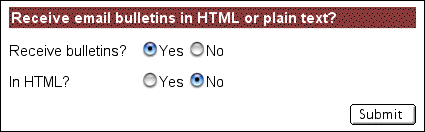 Receive email bulletins in HTML or plain text?
Receive bulletins? Yes No
In HTML? Yes No
Submit